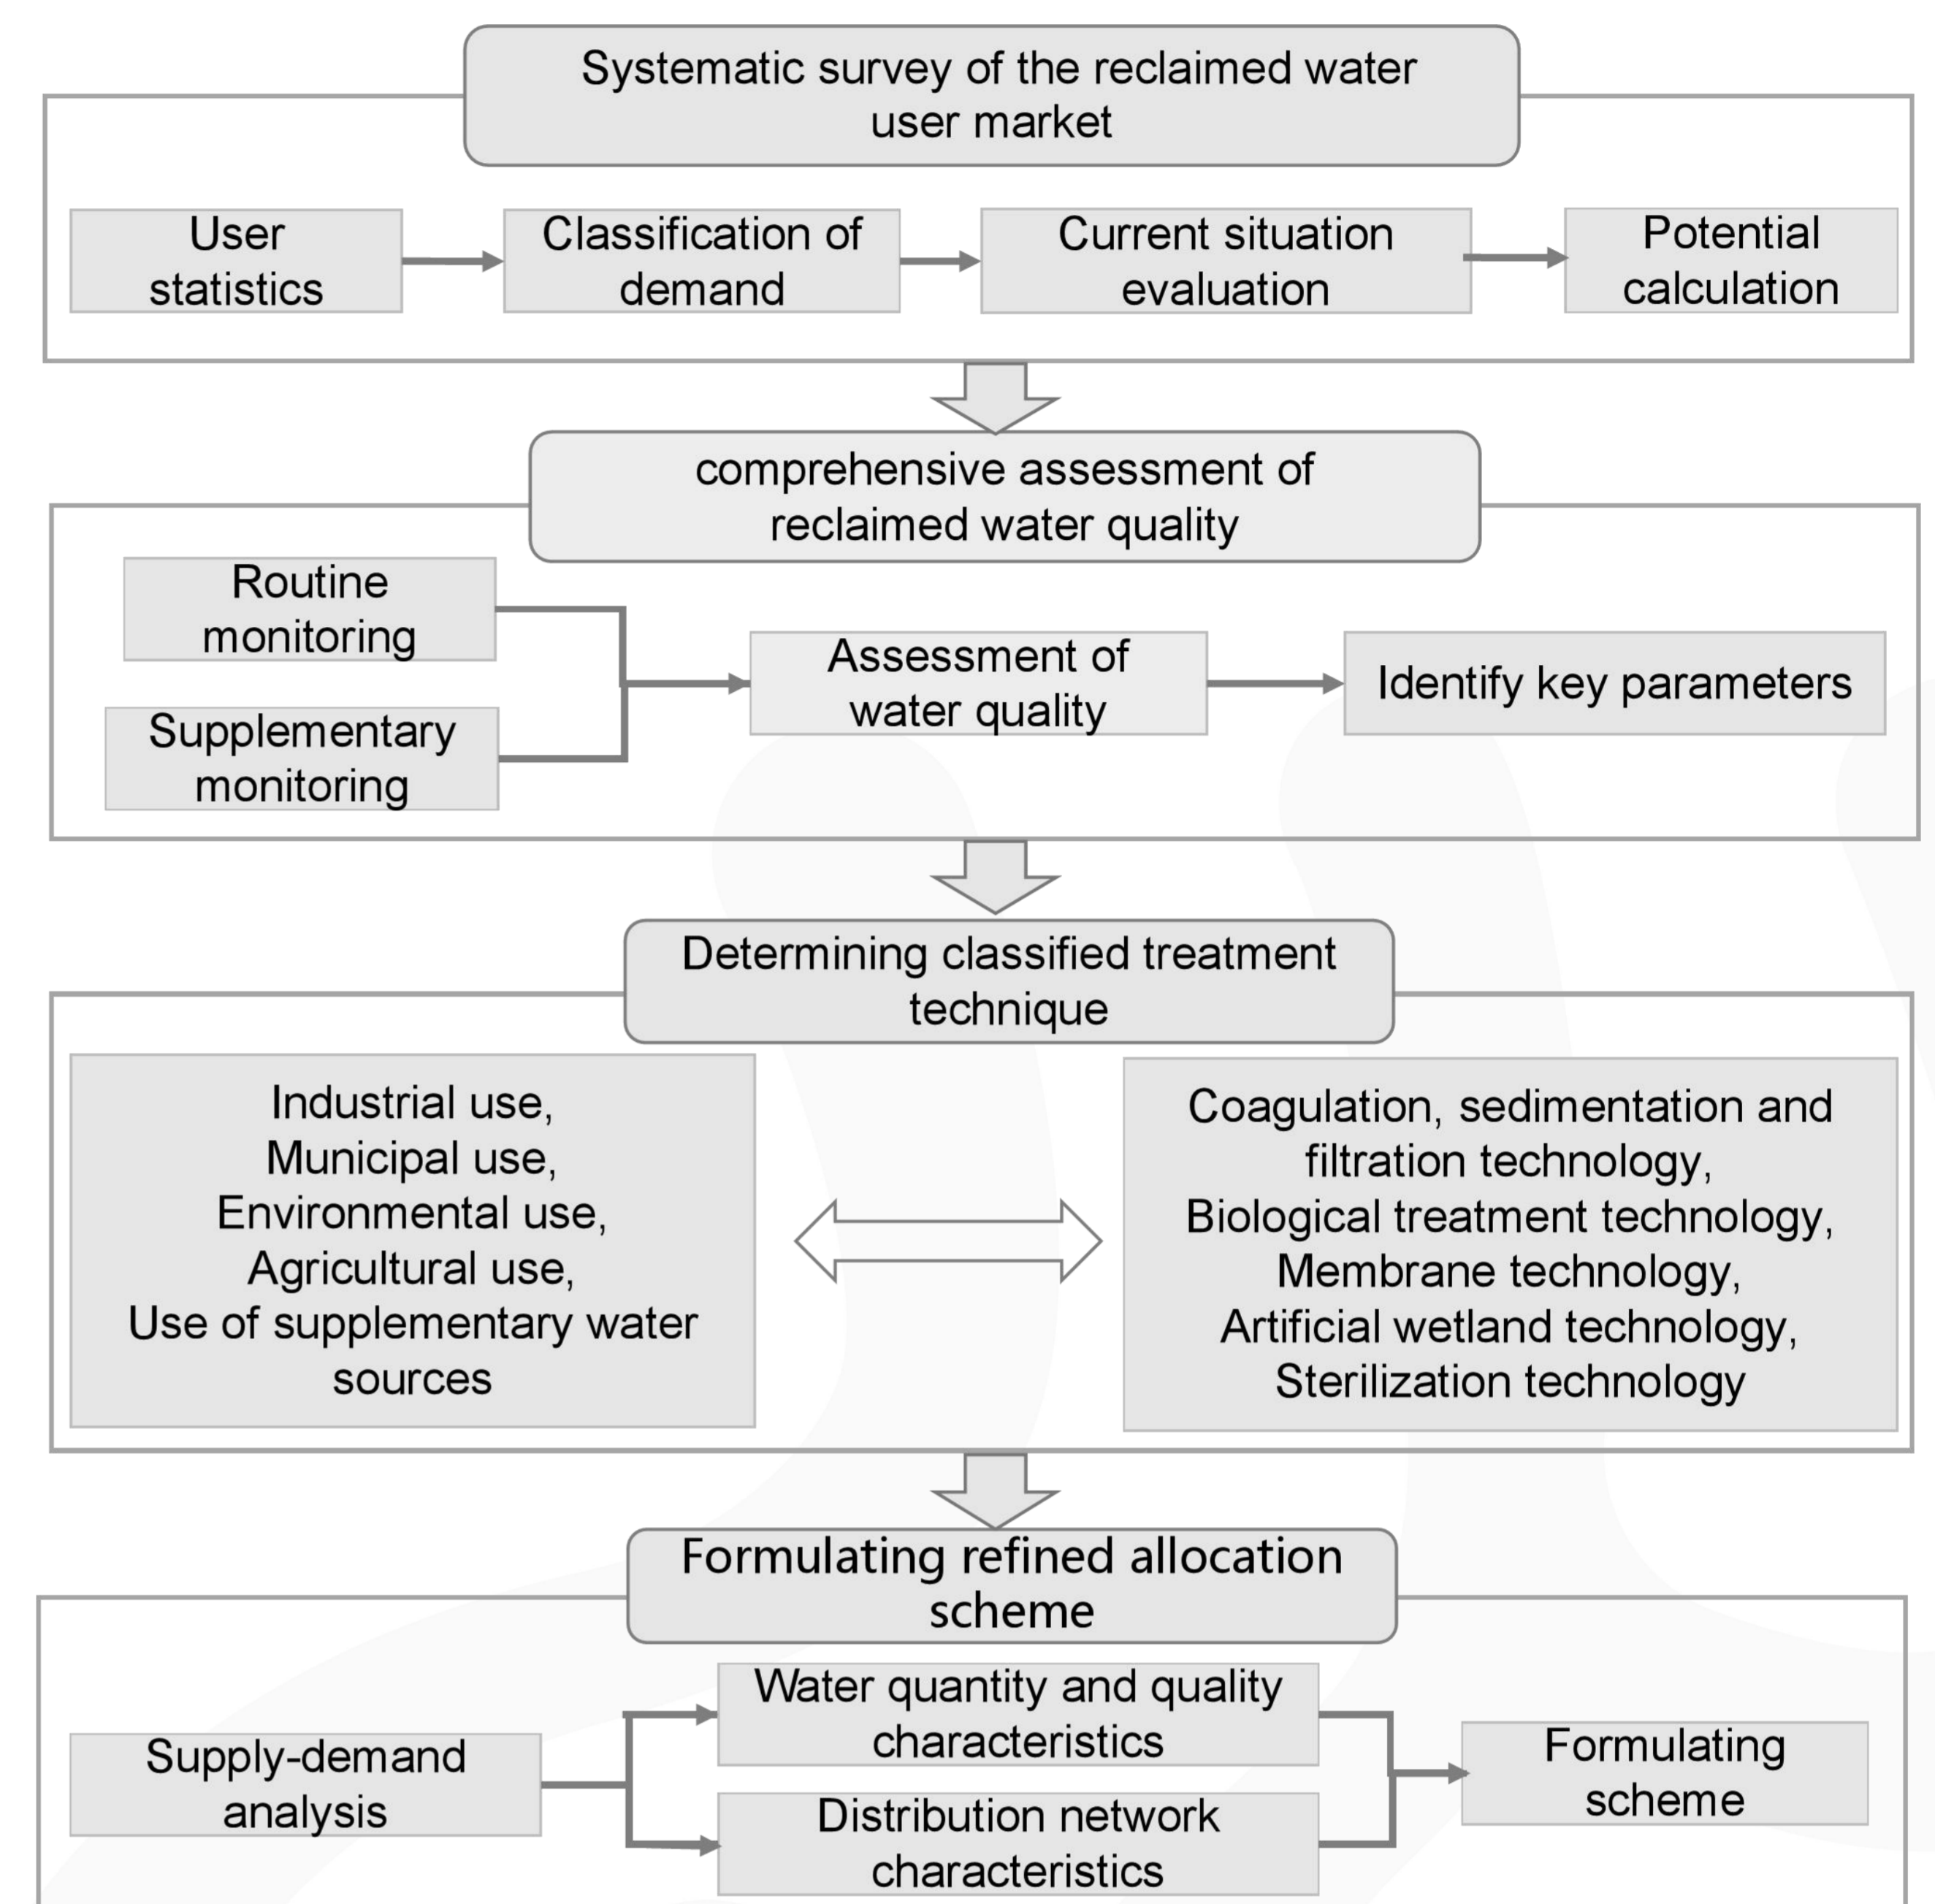 Systematic survey of the reclaimed water
user market
User
statistics
Classification of
demand
Current situation
evaluation
Potential
calculation
comprehensive assessment of
reclaimed water quality
Routine
monitoring
Supplementary
monitoring
Assessment of
water quality
Identify key parameters
Determining classified treatment
technique
Industrial use,
Municipal use,
Environmental use,
Agricultural use,
Use of supplementary water
sources
Coagulation, sedimentation and
filtration technology,
Biological treatment technology,
Membrane technology,
Artificial wetland technology,
Sterilization technology
Formulating refined allocation
scheme
Supply-demand
analysis
Water quantity and quality
characteristics
Distribution network
characteristics
Formulating
scheme